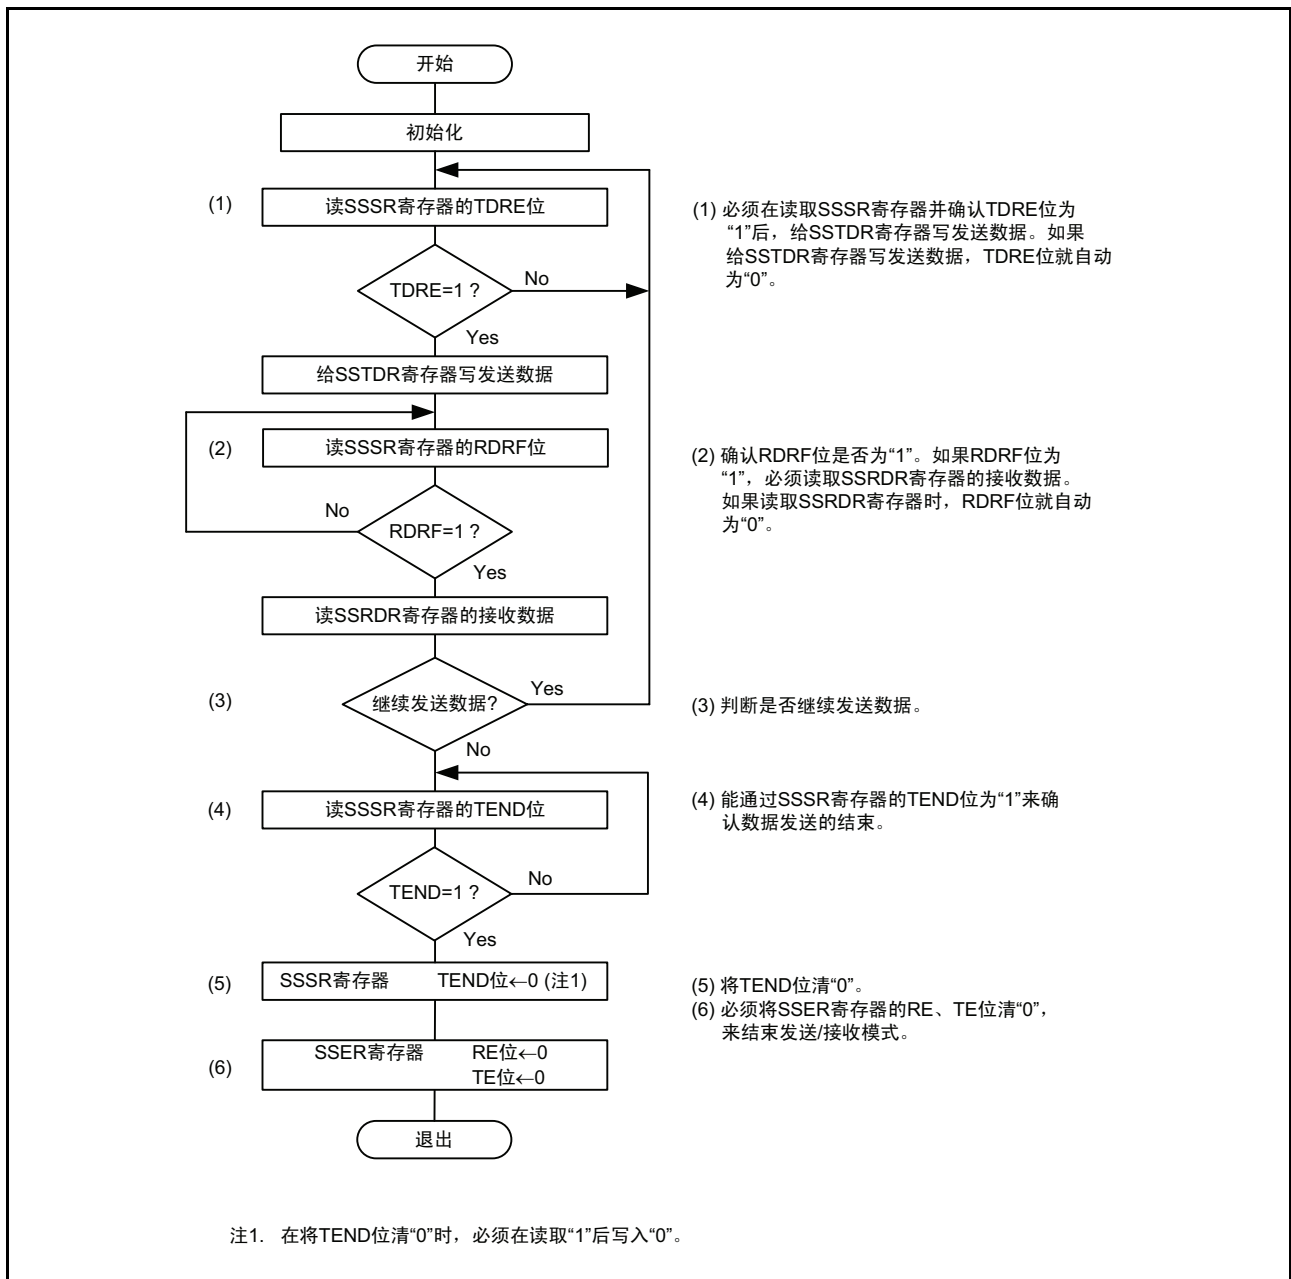 开始
初始化
(1)
读SSSR寄存器的TDRE位
(1) 必须在读取SSSR寄存器并确认TDRE位为
“1”后，给SSTDR寄存器写发送数据。如果
给SSTDR寄存器写发送数据，TDRE位就自动
为“0”。
TDRE=1 ?
No
Yes
给SSTDR寄存器写发送数据
(2)
读SSSR寄存器的RDRF位
(2) 确认RDRF位是否为“1”。如果RDRF位为
“1”，必须读取SSRDR寄存器的接收数据。
如果读取SSRDR寄存器时，RDRF位就自动
为“0”。
No
RDRF=1 ?
Yes
读SSRDR寄存器的接收数据
(3)
继续发送数据?
Yes
(3) 判断是否继续发送数据。
No
(4)
读SSSR寄存器的TEND位
(4) 能通过SSSR寄存器的TEND位为“1”来确
认数据发送的结束。
TEND=1 ?
No
Yes
(5)
SSSR寄存器 TEND位←0 (注1)
(5) 将TEND位清“0”。
(6) 必须将SSER寄存器的RE、TE位清“0”，
来结束发送/接收模式。
(6)
SSER寄存器 RE位←0
TE位←0
退出
注1. 在将TEND位清“0”时，必须在读取“1”后写入“0”。